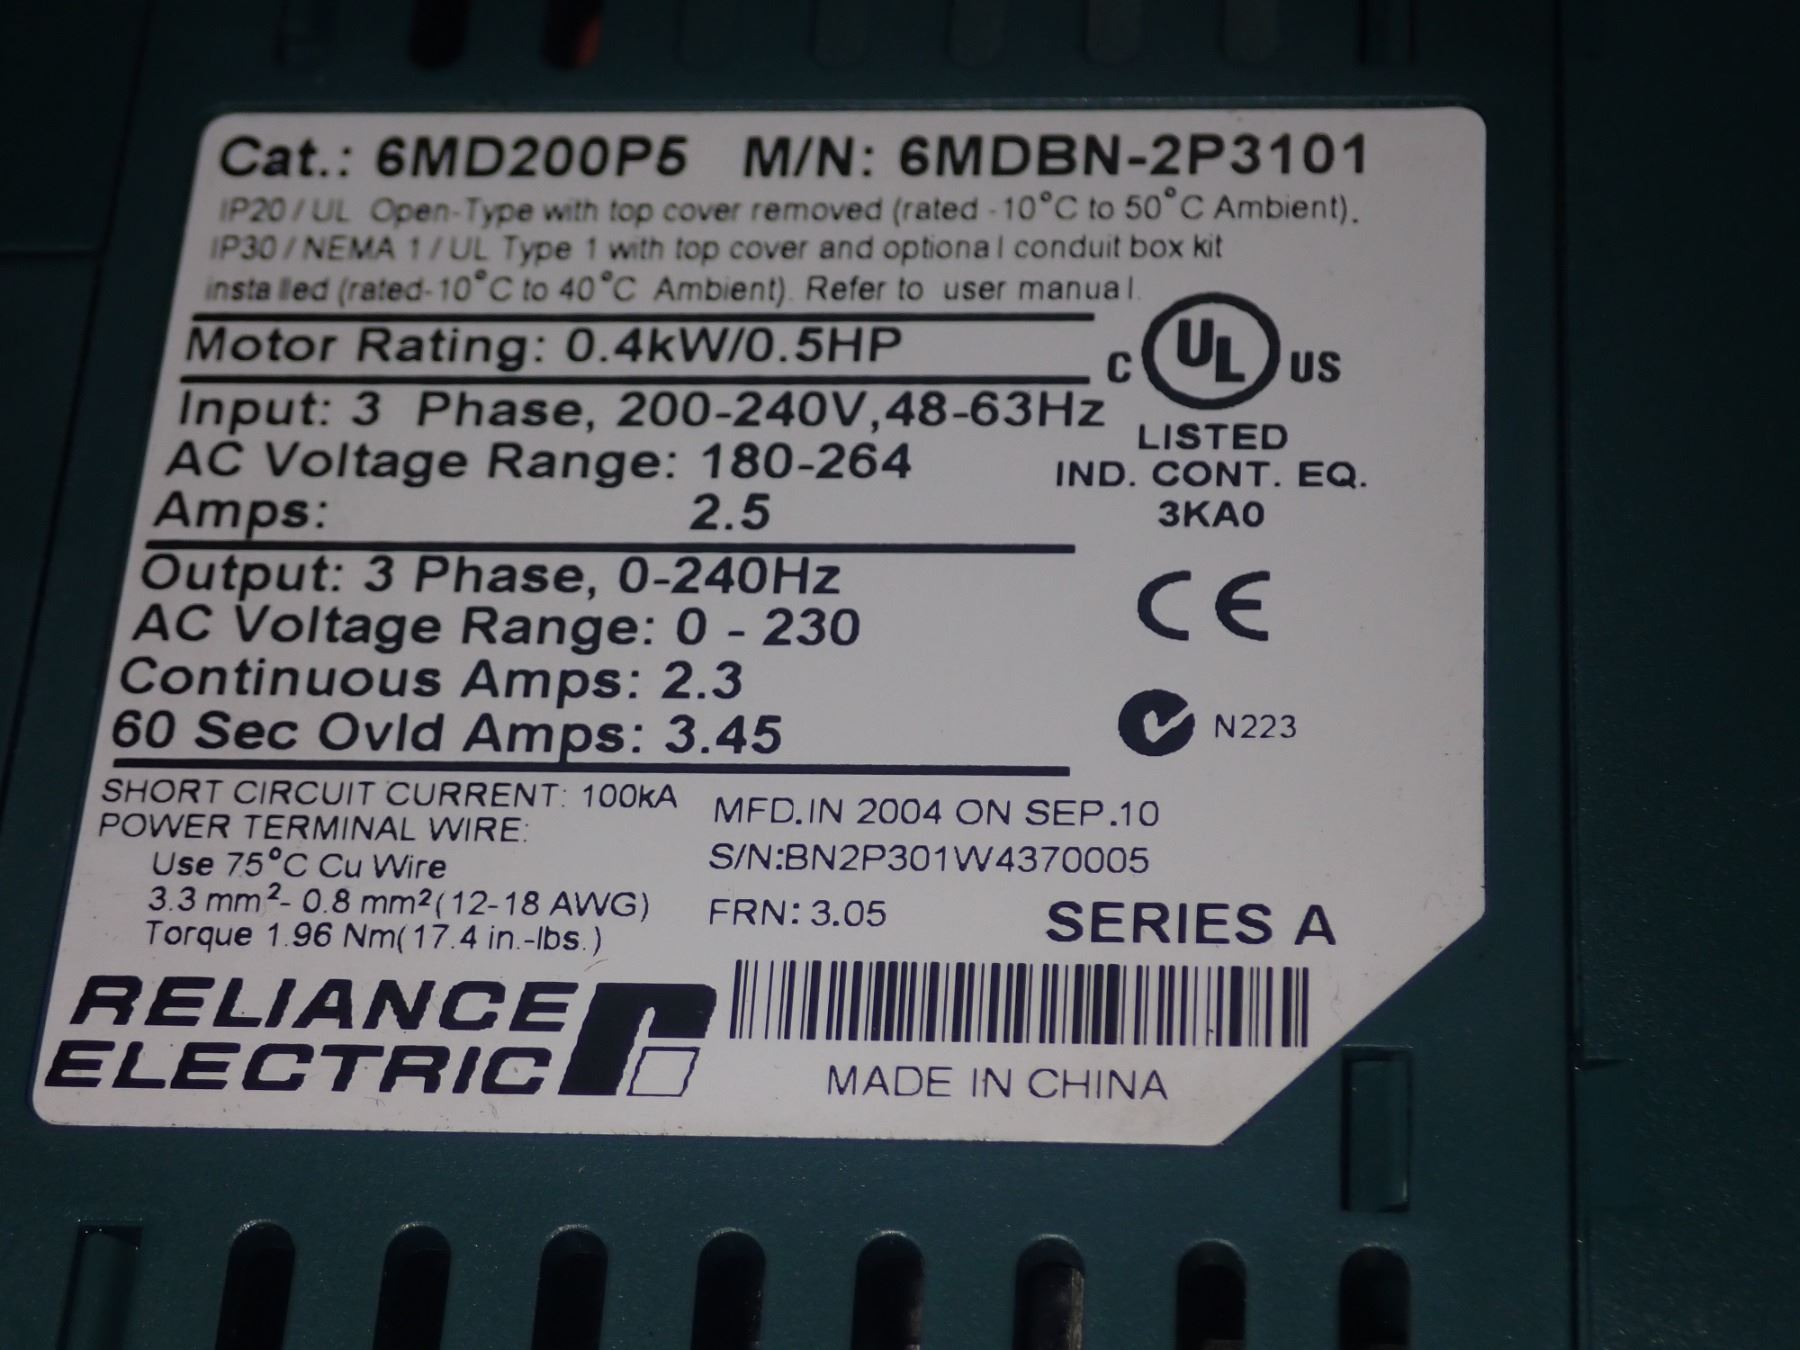 Cat.: 6MD200P5 M/N: 6MDBN-2P3101
IP20 / UL Open-Type with top cover removed (rated -10°C to 50°C Ambient).
IP30 / NEMA 1 / UL Type 1 with top cover and optional conduit box kit
installed (rated-10°C to 40°C Ambient). Refer to user manual.
Motor Rating: 0.4kW/0.5HP
Input: 3 Phase, 200-240V,48-63Hz
AC Voltage Range: 180-264
Amps: 2.5
C UL US
LISTED
IND. CONT. EQ.
3KA0
Output: 3 Phase, 0-240Hz
AC Voltage Range: 0 - 230
Continuous Amps: 2.3
60 Sec Ovld Amps: 3.45
CE
N223
SHORT CIRCUIT CURRENT: 100kA
POWER TERMINAL WIRE:
Use 75°C Cu Wire
3.3 mm²- 0.8 mm²(12-18 AWG)
Torque 1.96 Nm(17.4 in.-lbs.)
MFD.IN 2004 ON SEP.10
S/N:BN2P301W4370005
FRN: 3.05
SERIES A
RELIANCE
ELECTRIC
MADE IN CHINA